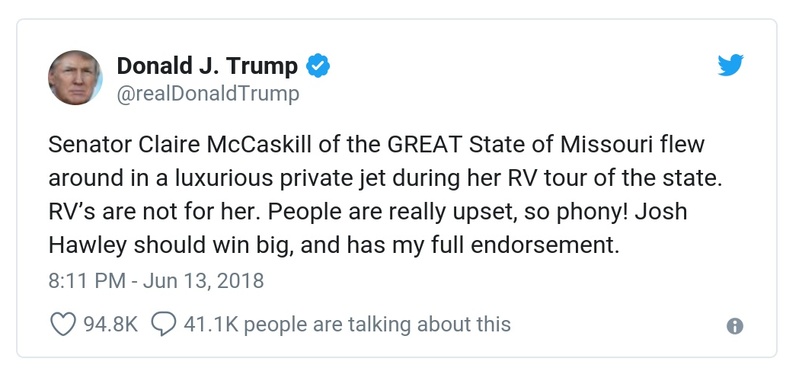 Donald J. Trump
@realDonaldTrump
Senator Claire McCaskill of the GREAT State of Missouri flew
around in a luxurious private jet during her RV tour of the state.
RV’s are not for her. People are really upset, so phony! Josh
Hawley should win big, and has my full endorsement.
8:11 PM - Jun 13, 2018
94.8K 41.1K people are talking about this